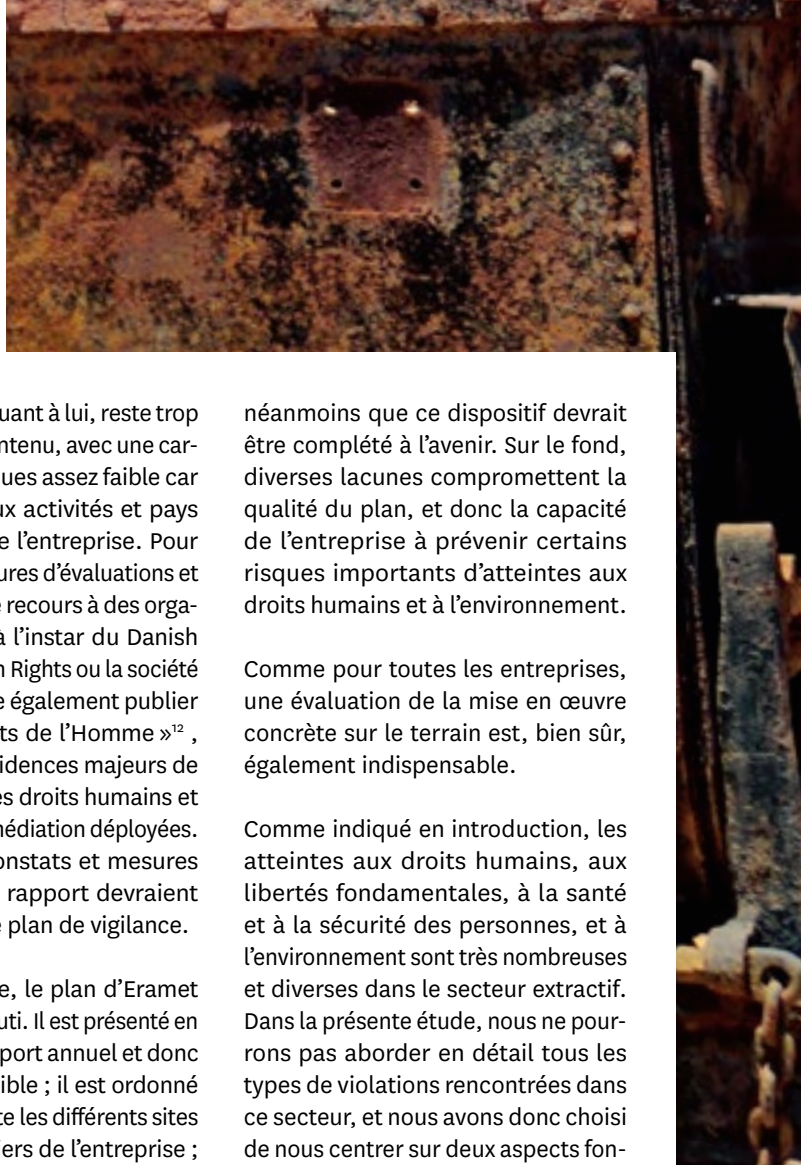 à lui, reste trop
avec une car-
assez faible car
activités et pays
l’entreprise. Pour
d’évaluations et
recours à des orga-
à l’instar du Danish
Rights ou la société
également publier
de l’Homme »¹² ,
majeurs de
droits humains et
déployées.
et mesures
rapport devraient
plan de vigilance.
le plan d’Eramet
Il est présenté en
annuel et donc
; il est ordonné
les différents sites
de l’entreprise ;
néanmoins que ce dispositif devrait
être complété à l’avenir. Sur le fond,
diverses lacunes compromettent la
qualité du plan, et donc la capacité
de l’entreprise à prévenir certains
risques importants d’atteintes aux
droits humains et à l’environnement.
Comme pour toutes les entreprises,
une évaluation de la mise en œuvre
concrète sur le terrain est, bien sûr,
également indispensable.
Comme indiqué en introduction, les
atteintes aux droits humains, aux
libertés fondamentales, à la santé
et à la sécurité des personnes, et à
l’environnement sont très nombreuses
et diverses dans le secteur extractif.
Dans la présente étude, nous ne pour-
rons pas aborder en détail tous les
types de violations rencontrées dans
ce secteur, et nous avons donc choisi
de nous centrer sur deux aspects fon-